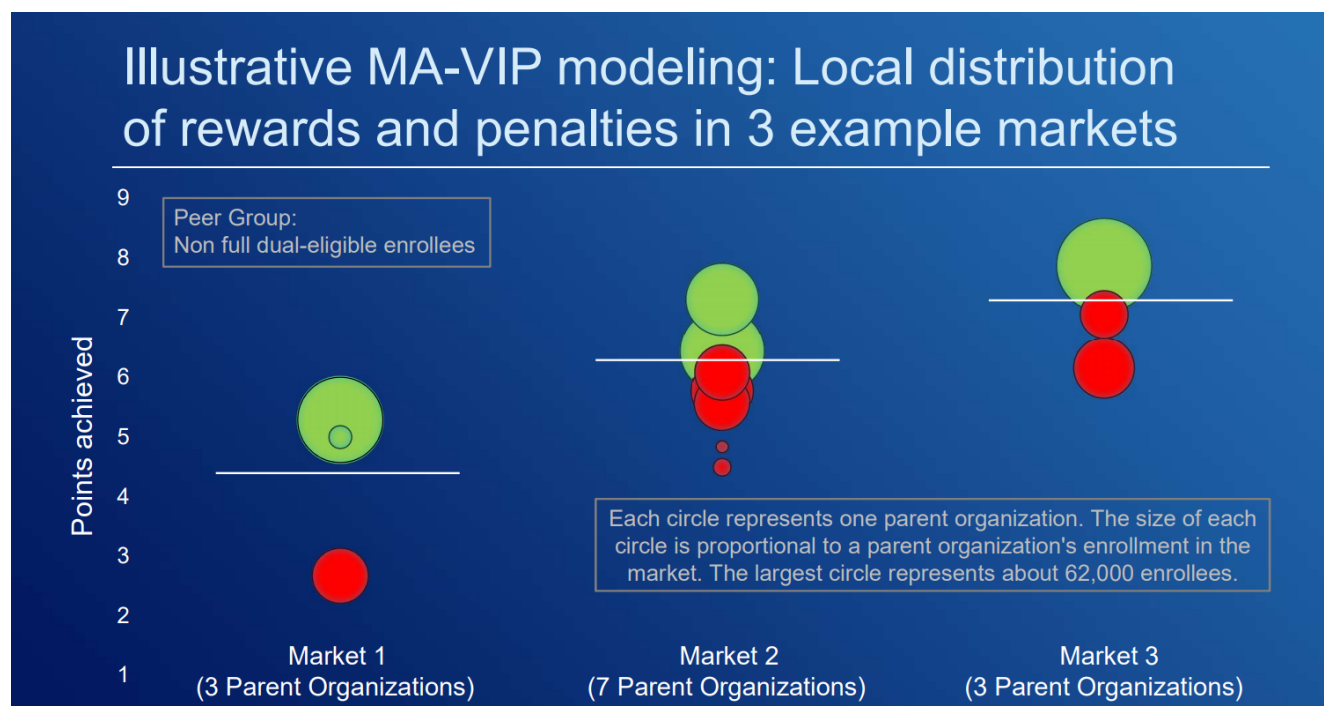 Illustrative MA-VIP modeling: Local distribution
of rewards and penalties in 3 example markets
9
8
7
6
5
4
3
2
1
Points achieved
Peer Group:
Non full dual-eligible enrollees
Each circle represents one parent organization. The size of each
circle is proportional to a parent organization's enrollment in the
market. The largest circle represents about 62,000 enrollees.
Market 1
(3 Parent Organizations)
Market 2
(7 Parent Organizations)
Market 3
(3 Parent Organizations)